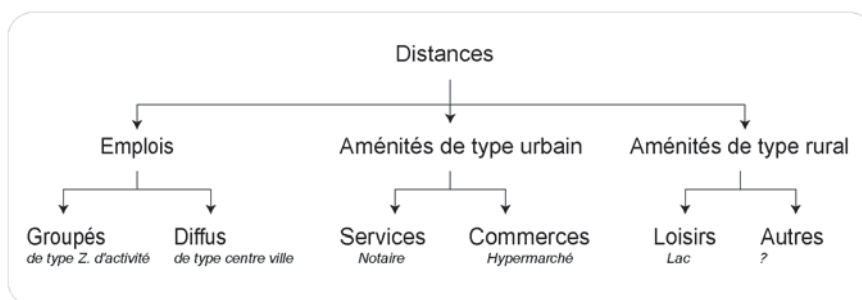 Distances
Emplois
Aménités de type urbain
Aménités de type rural
Groupés
Diffus
Services
Commerces
Loisirs
Autres
de type Z. d'activité
de type centre ville
Notaire
Hypermarché
Lac
?